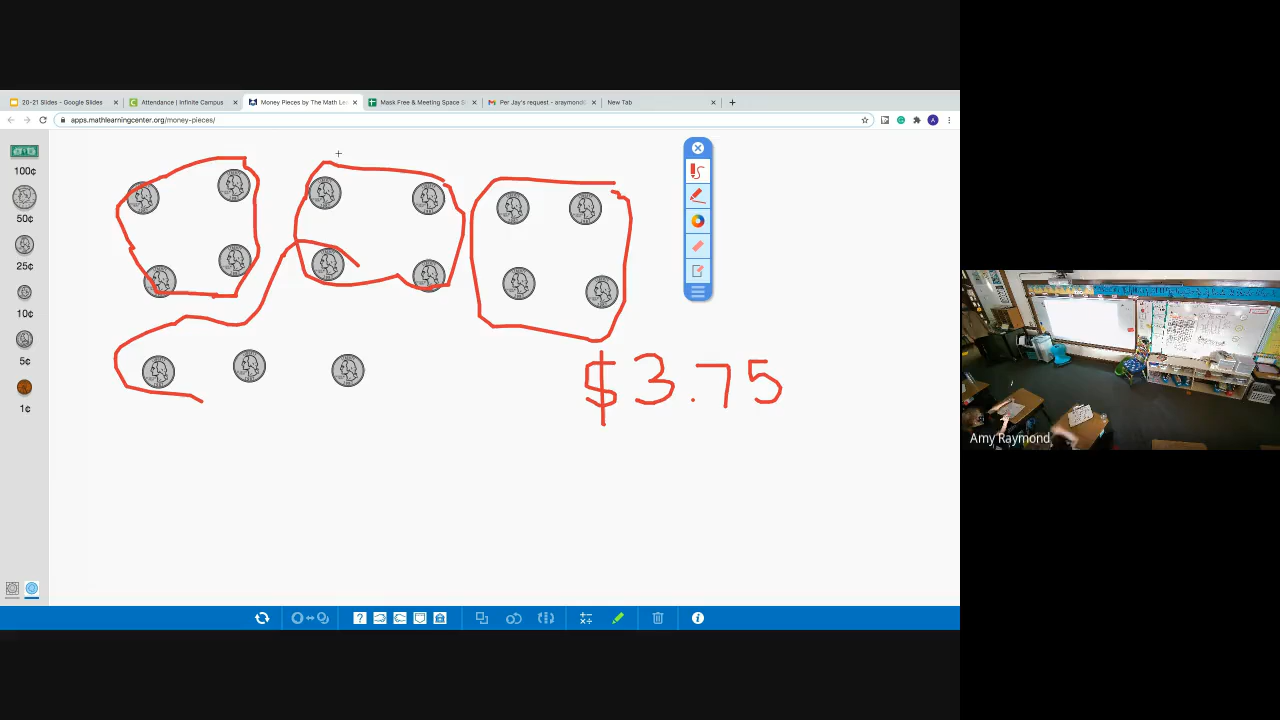 20-21 Slides - Google Slides
Attendance | Infinite Campus
Money Pieces by The Math Le
Mask Free & Meeting Space S
Per Jay's request - araymond
New Tab
apps.mathlearningcenter.org/money-pieces/
A
100¢
50¢
25¢
10¢
5¢
1¢
$3.75
Amy Raymond